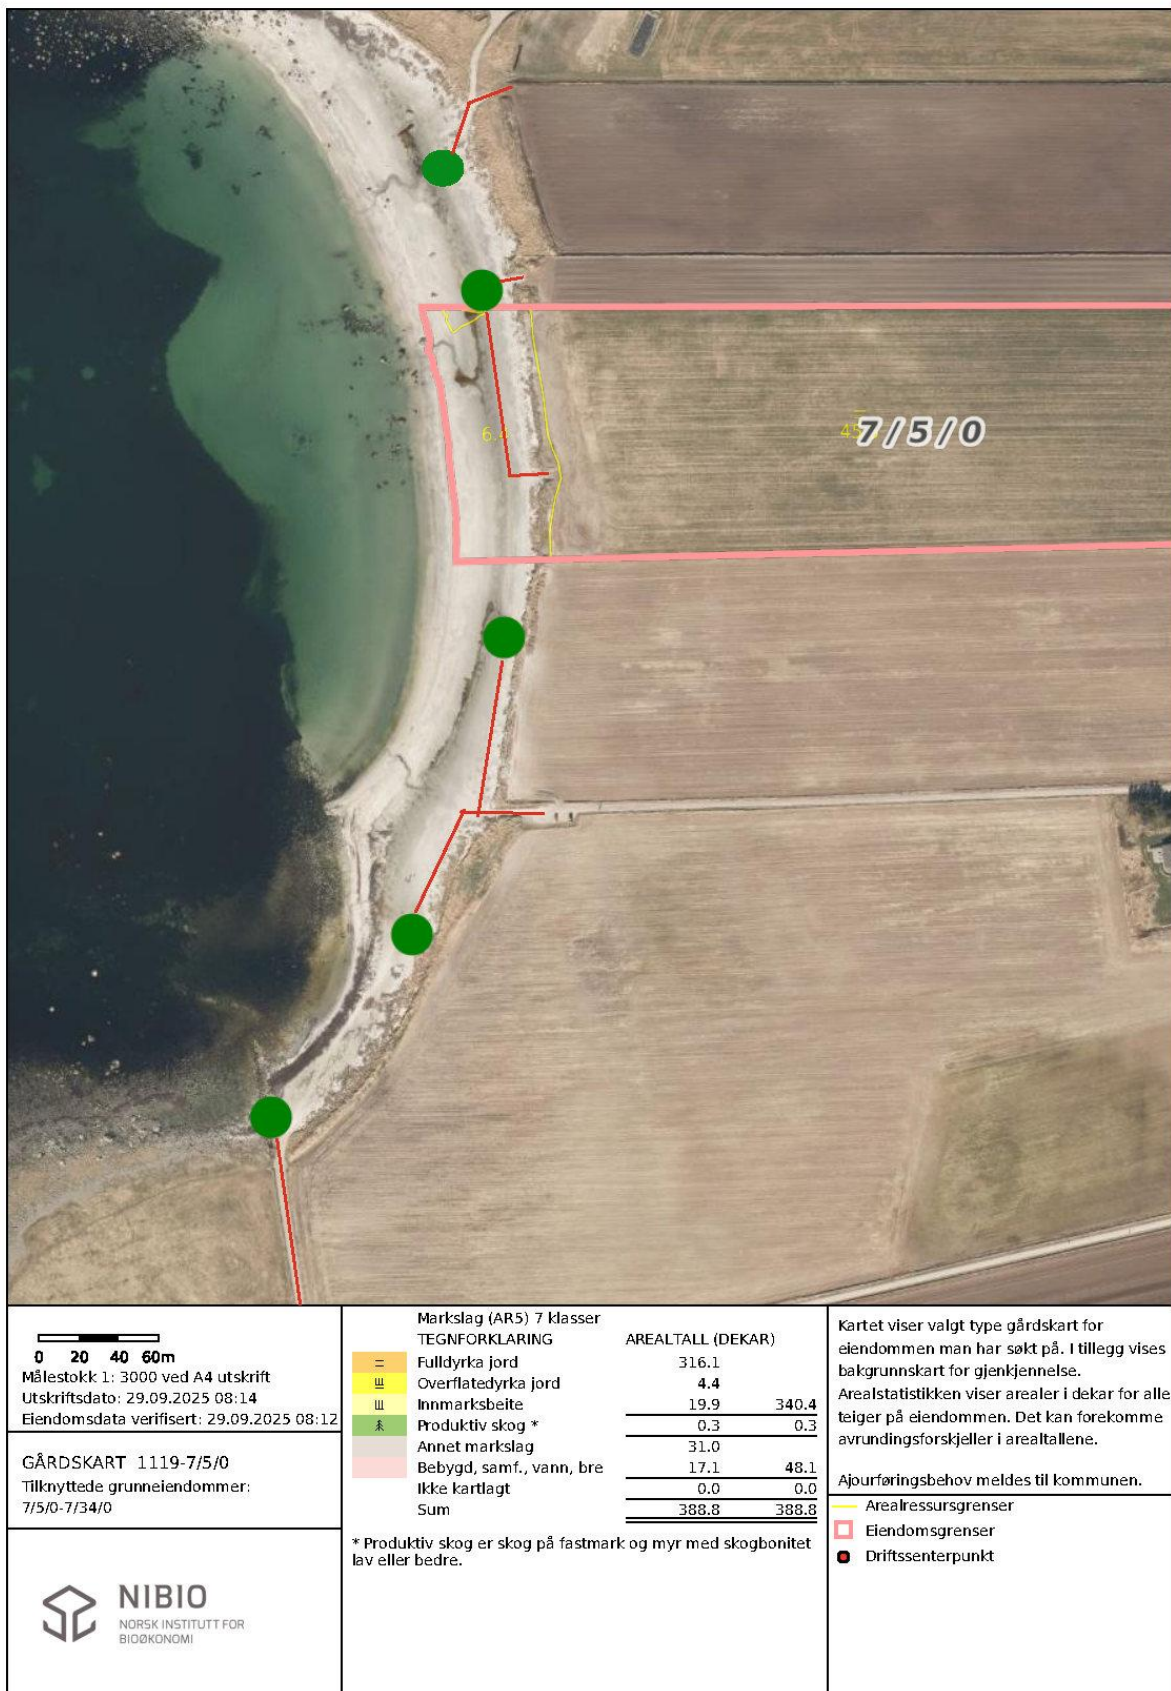 6.
7/5/0
0 20 40 60m
Målestokk 1: 3000 ved A4 utskrift
Utskriftsdato: 29.09.2025 08:14
Eiendomsdata verifisert: 29.09.2025 08:12
GÅRDSKART 1119-7/5/0
Tilknyttede grunneiendommer:
7/5/0-7/34/0
NIBIO
NORSK INSTITUTT FOR
BIOØKONOMI
Markslag (AR5) 7 klasser
TEGNFORKLARING AREALTALL (DEKAR)
Fulldyrka jord 316.1
Overflatedyrka jord 4.4
Innmarksbeite 19.9 340.4
Produktiv skog * 0.3 0.3
Annet markslag 31.0
Bebygd, samf., vann, bre 17.1 48.1
Ikke kartlagt 0.0 0.0
Sum 388.8 388.8
* Produktiv skog er skog på fastmark og myr med skogbonitet
lav eller bedre.
Kartet viser valgt type gårdskart for
eiendommen man har søkt på. I tillegg vises
bakgrunnskart for gjenkjennelse.
Arealstatistikken viser arealer i dekar for alle
teiger på eiendommen. Det kan forekomme
avrundingsforskjeller i arealtallene.
Ajourføringsbehov meldes til kommunen.
Arealressursgrenser
Eiendomsgrenser
Driftssenterpunkt